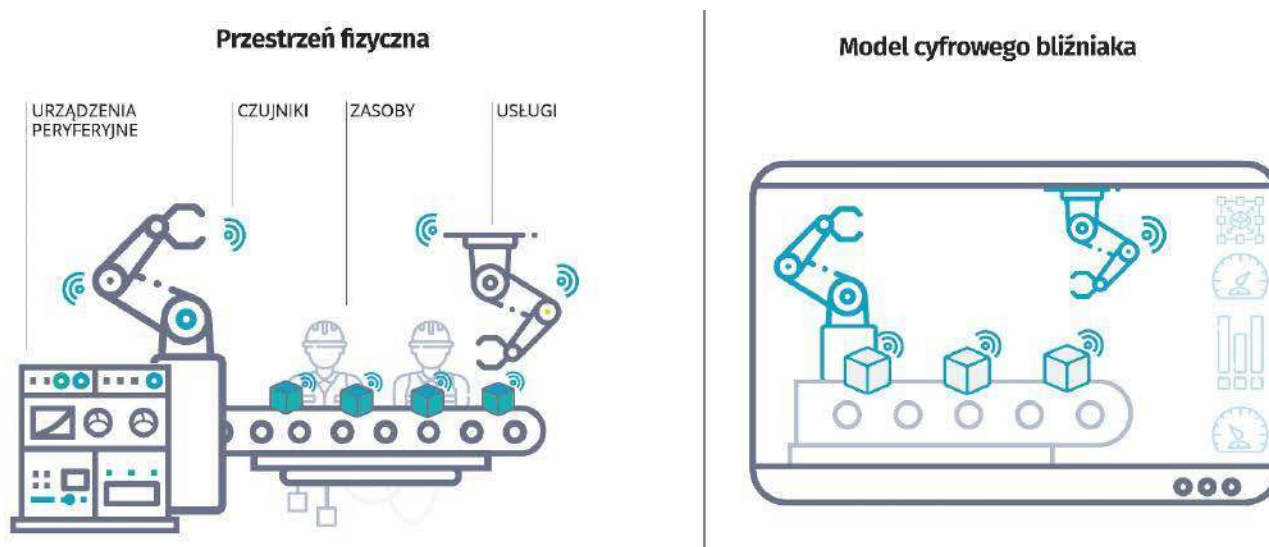 Przestrzeń fizyczna
Model cyfrowego bliźniaka
URZĄDZENIA
PERYFERYJNE
CZUJNIKI
ZASOBY
USŁUGI